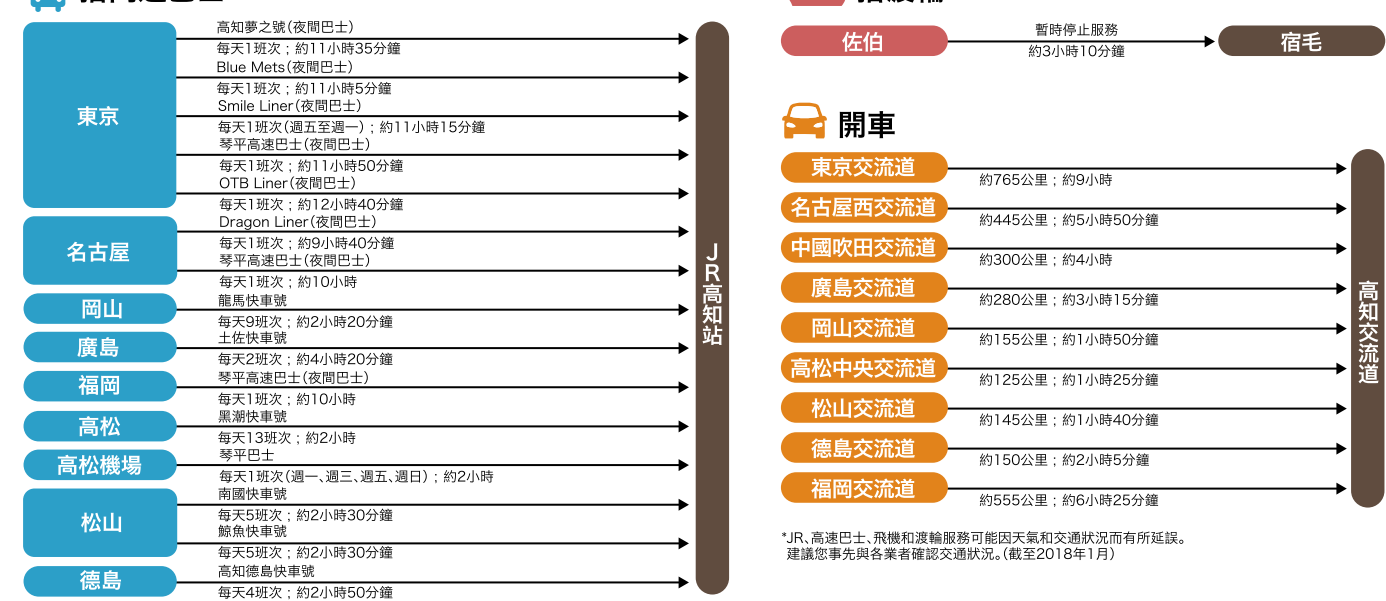 東京
高知夢之號(夜間巴士)
每天1班次；約11小時35分鐘
Blue Mets(夜間巴士)
每天1班次；約11小時5分鐘
Smile Liner(夜間巴士)
每天1班次(週五至週一)；約11小時15分鐘
琴平高速巴士(夜間巴士)
每天1班次；約11小時50分鐘
OTB Liner(夜間巴士)
每天1班次；約12小時40分鐘
名古屋
Dragon Liner(夜間巴士)
每天1班次；約9小時40分鐘
琴平高速巴士(夜間巴士)
每天1班次；約10小時
岡山
龍馬快車號
每天9班次；約2小時20分鐘
廣島
土佐快車號
每天2班次；約4小時20分鐘
福岡
琴平高速巴士(夜間巴士)
每天1班次；約10小時
高松
黑潮快車號
每天13班次；約2小時
高松機場
琴平巴士
每天1班次(週一、週三、週五、週日)；約2小時
松山
南國快車號
每天5班次；約2小時30分鐘
鯨魚快車號
每天5班次；約2小時30分鐘
德島
高知德島快車號
每天4班次；約2小時50分鐘
JR高知站
佐伯
暫時停止服務
約3小時10分鐘
宿毛
開車
東京交流道
約765公里；約9小時
名古屋西交流道
約445公里；約5小時50分鐘
中國吹田交流道
約300公里；約4小時
廣島交流道
約280公里；約3小時15分鐘
岡山交流道
約155公里；約1小時50分鐘
高松中央交流道
約125公里；約1小時25分鐘
松山交流道
約145公里；約1小時40分鐘
德島交流道
約150公里；約2小時5分鐘
福岡交流道
約555公里；約6小時25分鐘
高知交流道
*JR、高速巴士、飛機和渡輪服務可能因天氣和交通狀況而有所延誤。
建議您事先與各業者確認交通狀況。(截至2018年1月)